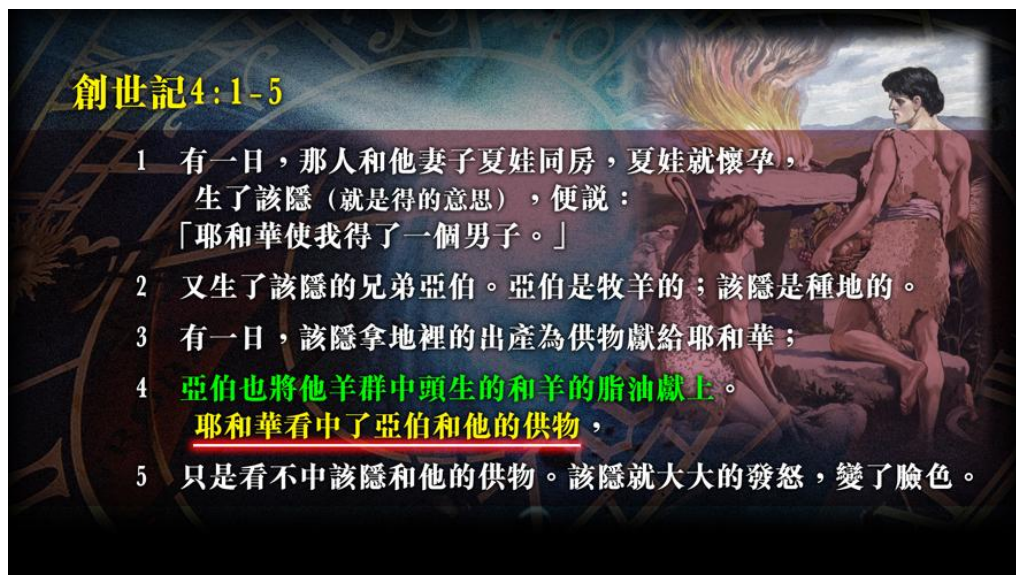 創世記4:1-5
1 有一日，那人和他妻子夏娃同房，夏娃就懷孕，
生了該隱（就是得的意思），便說：
「耶和華使我得了一個男子。」
2 又生了該隱的兄弟亞伯。亞伯是牧羊的；該隱是種地的。
3 有一日，該隱拿地裡的出產為供物獻給耶和華；
4 亞伯也將他羊群中頭生的和羊的脂油獻上。
耶和華看中了亞伯和他的供物，
5 只是看不中該隱和他的供物。該隱就大大的發怒，變了臉色。